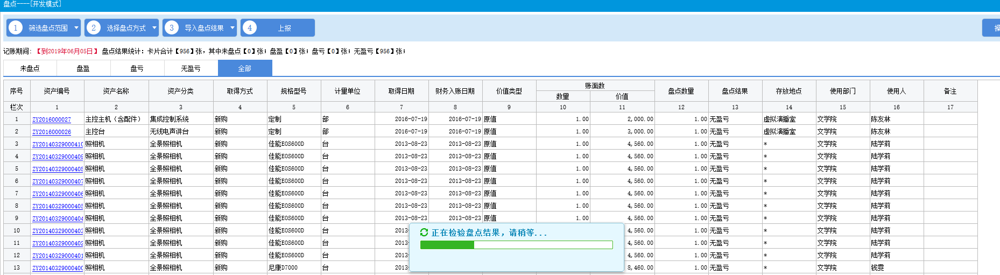 盘点----[开发模式]
1 筛选盘点范围 2 选择盘点方式 3 导入盘点结果 4 上报
记账期间：【到2019年06月05日】 盘点结果统计：卡片合计【956】张，其中未盘点【0】张；盘盈【0】张；盘亏【0】张；无盈亏【956】张；
未盘点 盘盈 盘亏 无盈亏 全部
序号 资产编号 资产名称 资产分类 取得方式 规格型号 计量单位 取得日期 财务入账日期 价值类型 账面数 盘点数量 盘点结果 存放地点 使用部门 使用人 备注
数量 价值
栏次 1 2 3 4 5 6 7 8 9 10 11 12 13 14 15 16 17
1 ZY2016000027 主控主机（含配件） 集成控制系统 新购 定制 部 2016-07-19 2016-07-19 原值 1.00 2,000.00 1.00 无盈亏 虚拟演播室 文学院 陈友林
2 ZY2016000026 主控台 无线电声讲台 新购 定制 部 2016-07-19 2016-07-19 原值 1.00 3,000.00 1.00 无盈亏 虚拟演播室 文学院 陈友林
3 ZY20140329000410 照相机 全景照相机 新购 佳能EOS600D 台 2013-08-23 2013-08-23 原值 1.00 4,560.00 1.00 无盈亏 * 文学院 陆学莉
4 ZY20140329000409 照相机 全景照相机 新购 佳能EOS600D 台 2013-08-23 2013-08-23 原值 1.00 4,560.00 1.00 无盈亏 * 文学院 陆学莉
5 ZY20140329000408 照相机 全景照相机 新购 佳能EOS600D 台 2013-08-23 2013-08-23 原值 1.00 4,560.00 1.00 无盈亏 * 文学院 陆学莉
6 ZY20140329000407 照相机 全景照相机 新购 佳能EOS600D 台 2013-08-23 2013-08-23 原值 1.00 4,560.00 1.00 无盈亏 * 文学院 陆学莉
7 ZY20140329000406 照相机 全景照相机 新购 佳能EOS600D 台 2013-08-23 2013-08-23 原值 1.00 4,560.00 1.00 无盈亏 * 文学院 陆学莉
8 ZY20140329000405 照相机 全景照相机 新购 佳能EOS600D 台 2013-08-23 2013-08-23 原值 1.00 4,560.00 1.00 无盈亏 * 文学院 陆学莉
9 ZY20140329000404 照相机 全景照相机 新购 佳能EOS600D 台 2013-08-23 2013-08-23 原值 1.00 4,560.00 1.00 无盈亏 * 文学院 陆学莉
10 ZY20140329000403 照相机 全景照相机 新购 佳能EOS600D 台 2013- 4,560.00 1.00 无盈亏 * 文学院 陆学莉
11 ZY20140329000402 照相机 全景照相机 新购 佳能EOS600D 台 2013- 4,560.00 1.00 无盈亏 * 文学院 陆学莉
12 ZY20140329000401 照相机 全景照相机 新购 佳能EOS600D 台 2013- 4,560.00 1.00 无盈亏 * 文学院 陆学莉
13 ZY20140329000400 照相机 全景照相机 新购 尼康D7000 台 2013- 8,460.00 1.00 无盈亏 * 文学院 钱雯
正在检验盘点结果，请稍等...